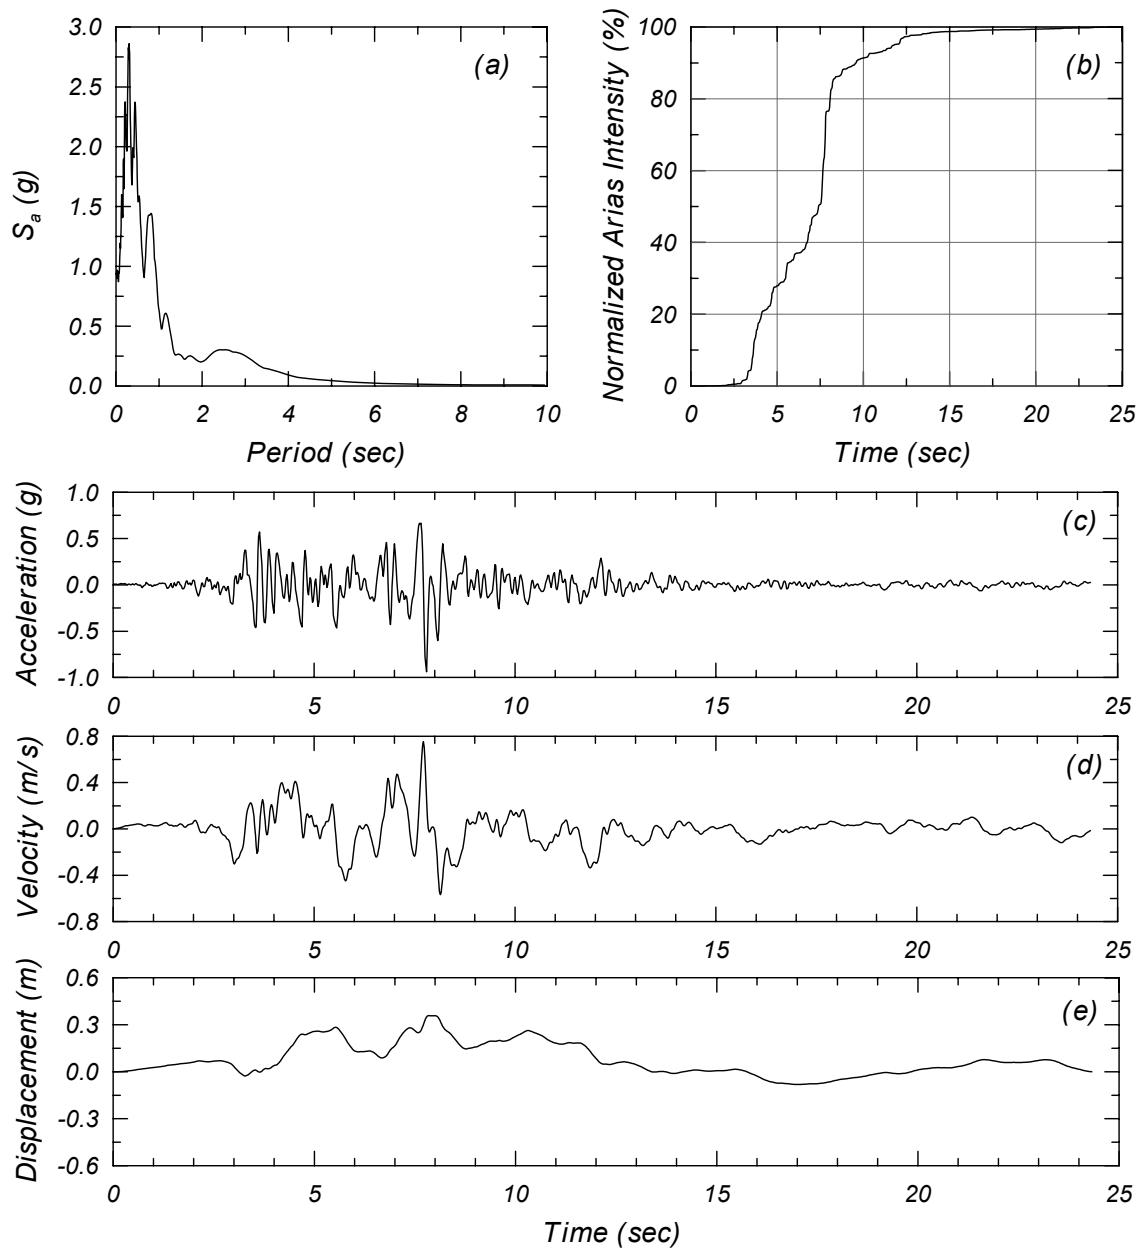 3.0
2.5
2.0
1.5
1.0
0.5
0.0
S_a (g)
(a)
0 2 4 6 8 10
Period (sec)
100
80
60
40
20
0
Normalized Arias Intensity (%)
(b)
0 5 10 15 20 25
Time (sec)
1.0
0.5
0.0
-0.5
-1.0
Acceleration (g)
(c)
0 5 10 15 20 25
0.8
0.4
0.0
-0.4
-0.8
Velocity (m/s)
(d)
0 5 10 15 20 25
0.6
0.3
0.0
-0.3
-0.6
Displacement (m)
(e)
0 5 10 15 20 25
Time (sec)